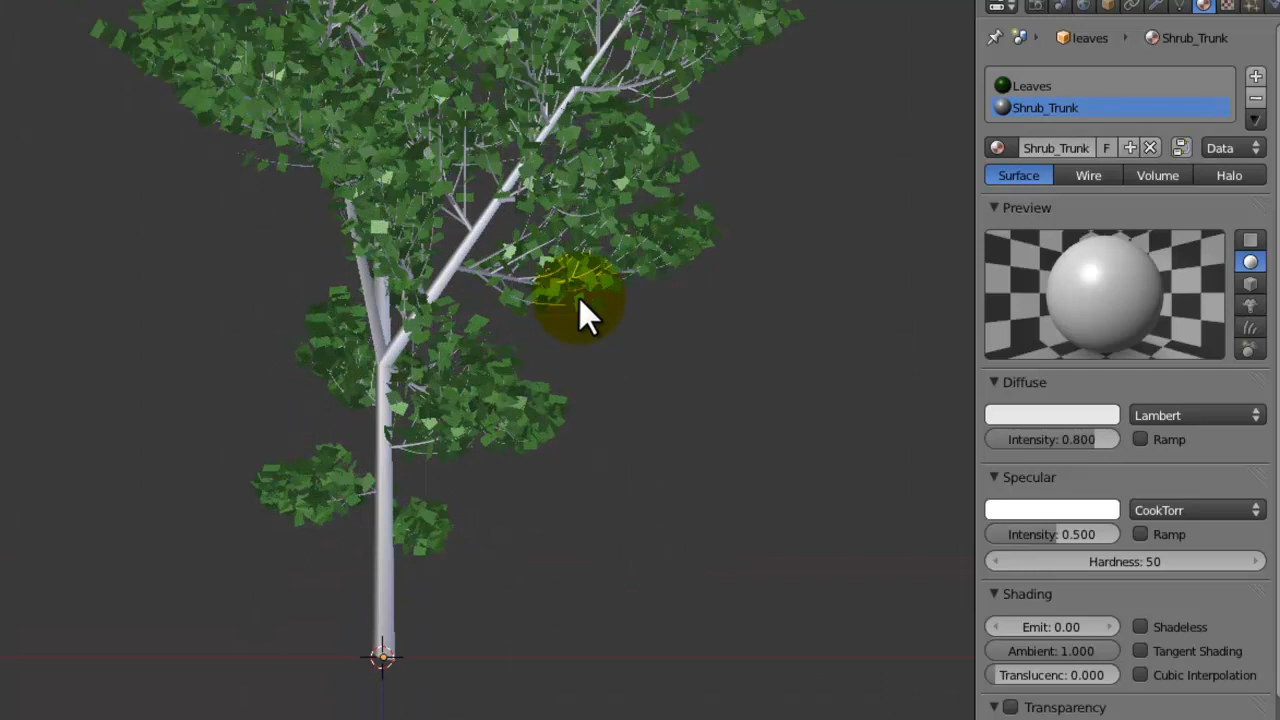 leaves Shrub_Trunk
Leaves
Shrub_Trunk
Shrub_Trunk F Data
Surface Wire Volume Halo
Preview
Diffuse
Lambert
Intensity: 0.800 Ramp
Specular
CookTorr
Intensity: 0.500 Ramp
Hardness: 50
Shading
Emit: 0.00 Shadeless
Ambient: 1.000 Tangent Shading
Translucenc: 0.000 Cubic Interpolation
Transparency